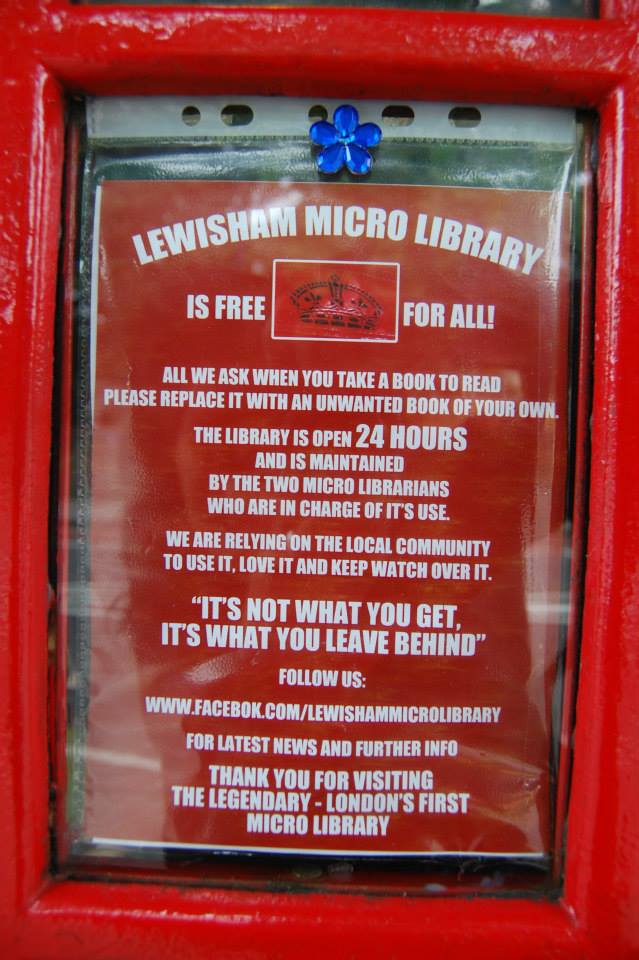 LEWISHAM MICRO LIBRARY
IS FREE FOR ALL!
ALL WE ASK WHEN YOU TAKE A BOOK TO READ
PLEASE REPLACE IT WITH AN UNWANTED BOOK OF YOUR OWN.
THE LIBRARY IS OPEN 24 HOURS
AND IS MAINTAINED
BY THE TWO MICRO LIBRARIANS
WHO ARE IN CHARGE OF IT'S USE.
WE ARE RELYING ON THE LOCAL COMMUNITY
TO USE IT, LOVE IT AND KEEP WATCH OVER IT.
“IT'S NOT WHAT YOU GET,
IT'S WHAT YOU LEAVE BEHIND”
FOLLOW US:
WWW.FACEBOK.COM/LEWISHAMMICROLIBRARY
FOR LATEST NEWS AND FURTHER INFO
THANK YOU FOR VISITING
THE LEGENDARY - LONDON'S FIRST
MICRO LIBRARY